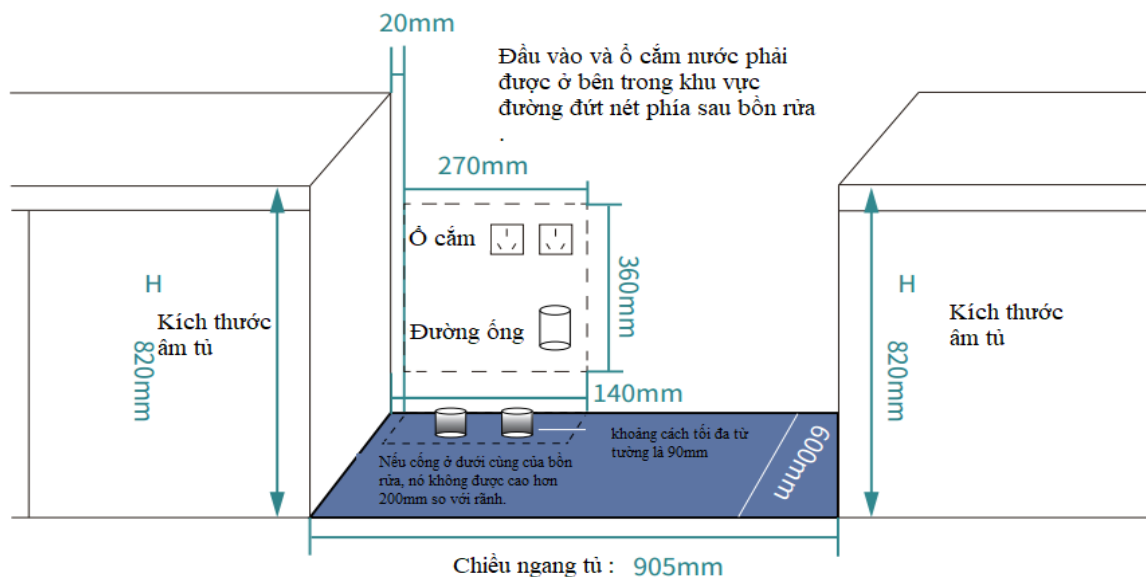 20mm
Đầu vào và ổ cắm nước phải
được ở bên trong khu vực
đường đứt nét phía sau bồn rửa
.
270mm
Ổ cắm
360mm
Đường ống
H
Kích thước
âm tủ
820mm
H
Kích thước
âm tủ
820mm
140mm
khoảng cách tối đa từ
tường là 90mm
600mm
Nếu cống ở dưới cùng của bồn
rửa, nó không được cao hơn
200mm so với rãnh.
Chiều ngang tủ : 905mm